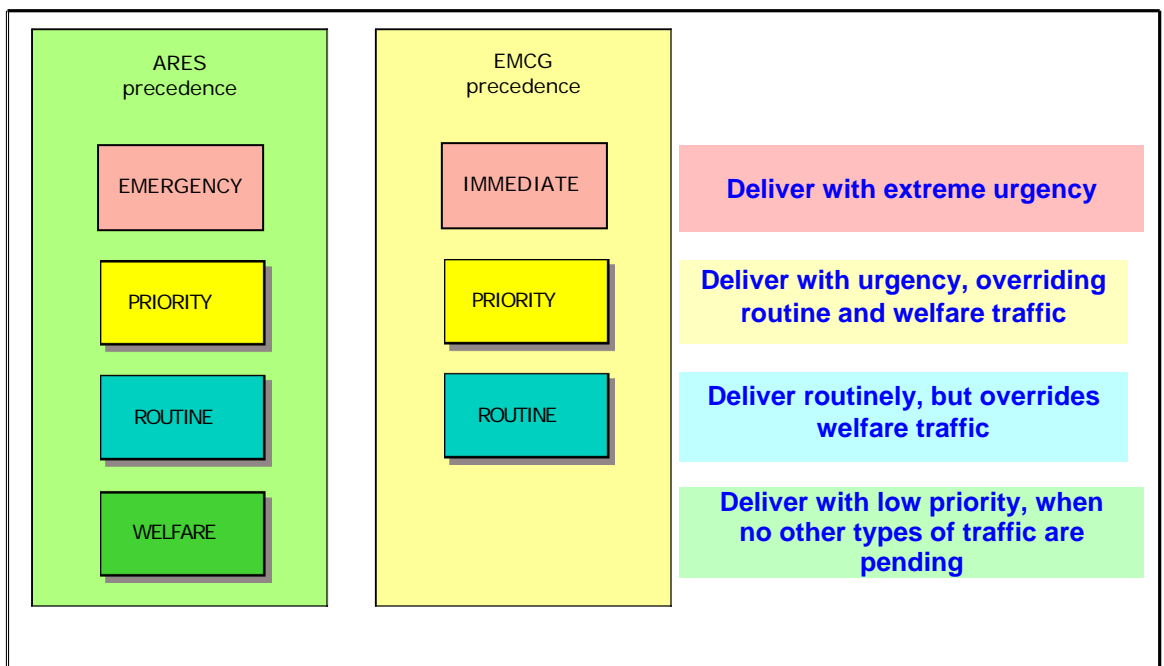 ARES
precedence
EMCG
precedence
EMERGENCY
IMMEDIATE
Deliver with extreme urgency
PRIORITY
PRIORITY
Deliver with urgency, overriding
routine and welfare traffic
ROUTINE
ROUTINE
Deliver routinely, but overrides
welfare traffic
WELFARE
Deliver with low priority, when
no other types of traffic are
pending